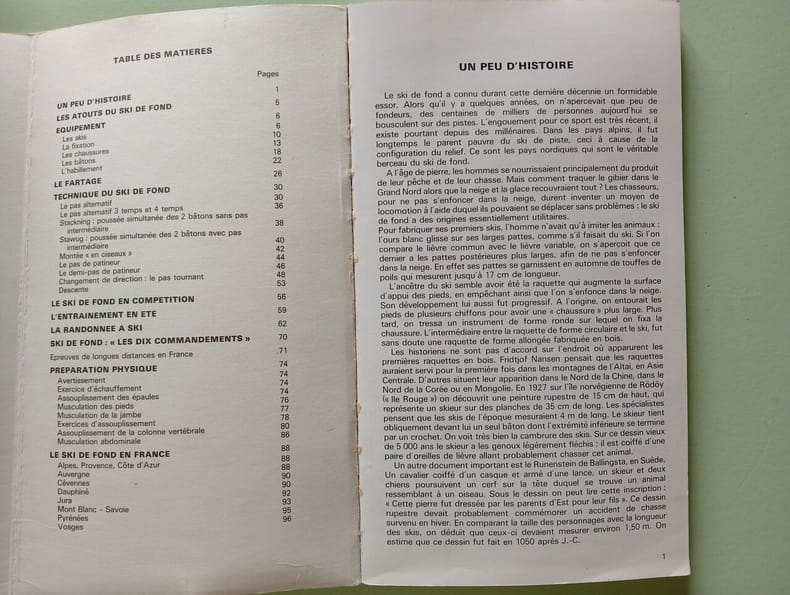 TABLE DES MATIERES
Pages
UN PEU D'HISTOIRE 1
LES ATOUTS DU SKI DE FOND 5
EQUIPEMENT 6
Les skis 6
La fixation 10
Les chaussures 13
Les bâtons 18
L'habillement 22
LE FARTAGE 26
TECHNIQUE DU SKI DE FOND 30
Le pas alternatif 30
Le pas alternatif 3 temps et 4 temps 36
Stackning : poussée simultanée des 2 bâtons sans pas
intermédiaire 38
Stawug : poussée simultanée des 2 bâtons avec pas
intermédiaire 40
Montée « en ciseaux » 42
Le pas de patineur 44
Le demi-pas de patineur 46
Changement de direction : le pas tournant 48
Descente 53
LE SKI DE FOND EN COMPETITION 56
L'ENTRAINEMENT EN ETE 59
LA RANDONNEE A SKI 62
SKI DE FOND : « LES DIX COMMANDEMENTS » 70
Epreuves de longues distances en France 71
PREPARATION PHYSIQUE 74
Avertissement 74
Exercice d'échauffement 74
Assouplissement des épaules 74
Musculation des pieds 76
Musculation de la jambe 77
Exercices d'assouplissement 78
Assouplissement de la colonne vertébrale 80
Musculation abdominale 86
LE SKI DE FOND EN FRANCE 88
Alpes, Provence, Côte d'Azur 88
Auvergne 88
Cévennes 90
Dauphiné 90
Jura 92
Mont Blanc - Savoie 93
Pyrénées 95
Vosges 96
UN PEU D'HISTOIRE
Le ski de fond a connu durant cette dernière décennie un formidable
essor. Alors qu'il y a quelques années, on n'apercevait que peu de
fondeurs, des centaines de milliers de personnes aujourd'hui se
bousculent sur des pistes. L'engouement pour ce sport est très récent, il
existe pourtant depuis des millénaires. Dans les pays alpins, il fut
longtemps le parent pauvre du ski de piste, ceci à cause de la
configuration du relief. Ce sont les pays nordiques qui sont le véritable
berceau du ski de fond.
A l'âge de pierre, les hommes se nourrissaient principalement du produit
de leur pêche et de leur chasse. Mais comment traquer le gibier dans le
Grand Nord alors que la neige et la glace recouvraient tout ? Les chasseurs,
pour ne pas s'enfoncer dans la neige, durent inventer un moyen de
locomotion à l'aide duquel ils pouvaient se déplacer sans problèmes : le ski
de fond a des origines essentiellement utilitaires.
Pour fabriquer ses premiers skis, l'homme n'avait qu'à imiter les animaux :
l'ours blanc glisse sur ses larges pattes, comme s'il faisait du ski. Si l'on
compare le lièvre commun avec le lièvre variable, on s'aperçoit que ce
dernier a les pattes postérieures plus larges, afin de ne pas s'enfoncer
dans la neige. En effet ses pattes se garnissent en automne de touffes de
poils qui mesurent jusqu'à 17 cm de longueur.
L'ancêtre du ski semble avoir été la raquette qui augmente la surface
d'appui des pieds, en empêchant ainsi que l'on s'enfonce dans la neige.
Son développement lui aussi fut progressif. A l'origine, on entourait les
pieds de plusieurs chiffons pour avoir une « chaussure » plus large. Plus
tard, on tressa un instrument de forme ronde sur lequel on fixa la
chaussure. L'intermédiaire entre la raquette de forme circulaire et le ski, fut
sans doute une raquette de forme allongée fabriquée en bois.
Les historiens ne sont pas d'accord sur l'endroit où apparurent les
premières raquettes en bois. Fridtjof Nansen pensait que les raquettes
auraient servi pour la première fois dans les montagnes de l'Altai, en Asie
Centrale. D'autres situent leur apparition dans le Nord de la Chine, dans le
Nord de la Corée ou en Mongolie. En 1927 sur l'île norvégienne de Rödöy
(« Ile Rouge ») on découvrit une peinture rupestre de 15 cm de haut, qui
représente un skieur sur des planches de 35 cm de long. Les spécialistes
pensent que les skis de l'époque mesuraient 4 m de long. Le skieur tient
obliquement devant lui un seul bâton dont l'extrémité inférieure se termine
par un crochet. On voit très bien la cambrure des skis. Sur ce dessin vieux
de 5 000 ans le skieur a les genoux légèrement fléchis ; il est coiffé d'une
paire d'oreilles de lièvre allant probablement chasser cet animal.
Un autre document important est le Runenstein de Ballingsta, en Suède.
Un cavalier coiffé d'un casque et armé d'une lance, un skieur et deux
chiens poursuivent un cerf sur la tête duquel se trouve un animal
ressemblant à un oiseau. Sous le dessin on peut lire cette inscription :
« Cette pierre fut dressée par les parents d'Est pour leur fils ». Ce dessin
rupestre devait probablement commémorer un accident de chasse
survenu en hiver. En comparant la taille des personnages avec la longueur
des skis, on déduit que ceux-ci devaient mesurer environ 1,50 m. On
estime que ce dessin fut fait en 1050 après J.-C.
1